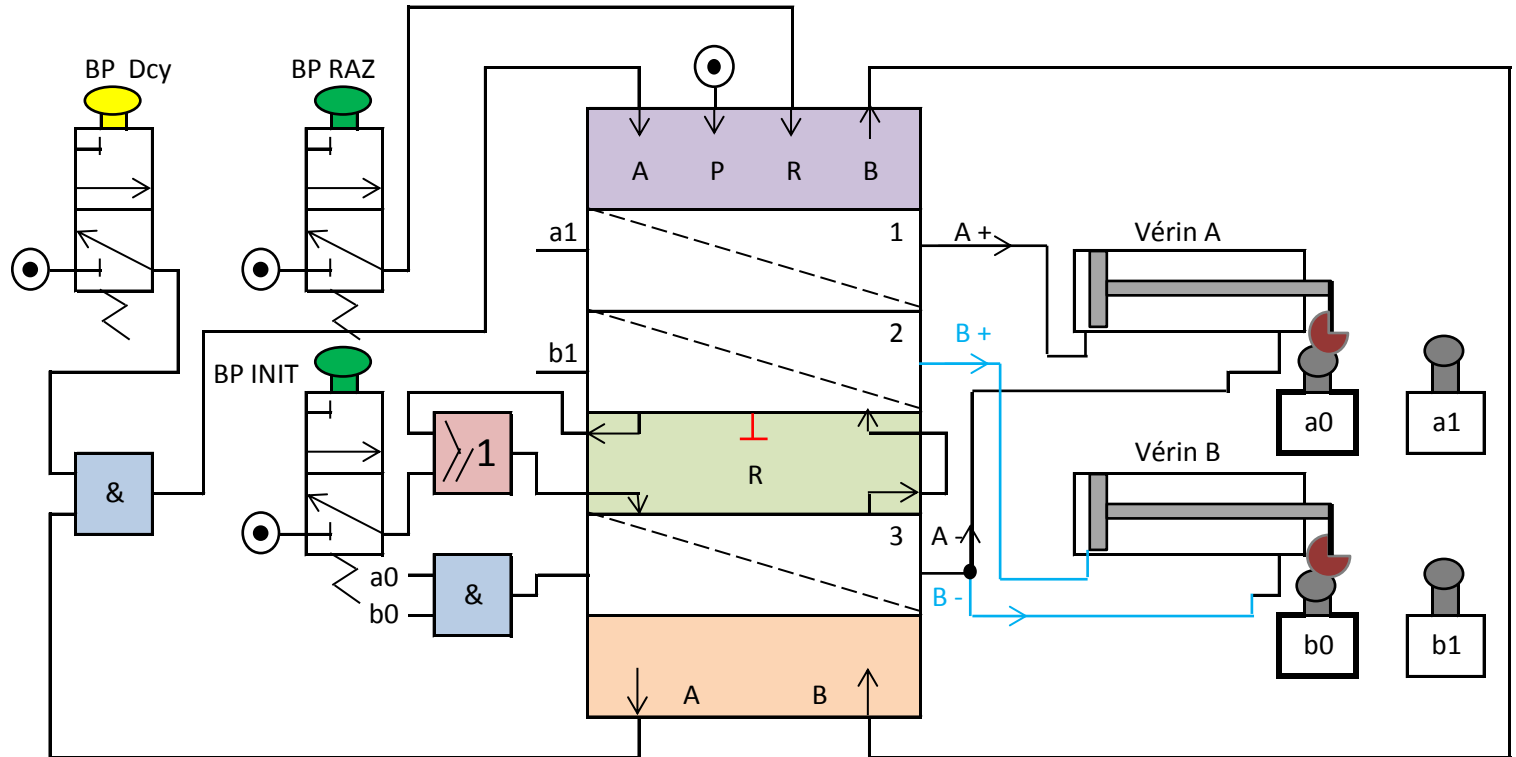 BP Dcy
BP RAZ
A P R B
a1
1
A +
Vérin A
b1
2
B +
BP INIT
a0
a1
≥1
R
Vérin B
&
3
A -
a0
b0
&
B -
b0
b1
A
B